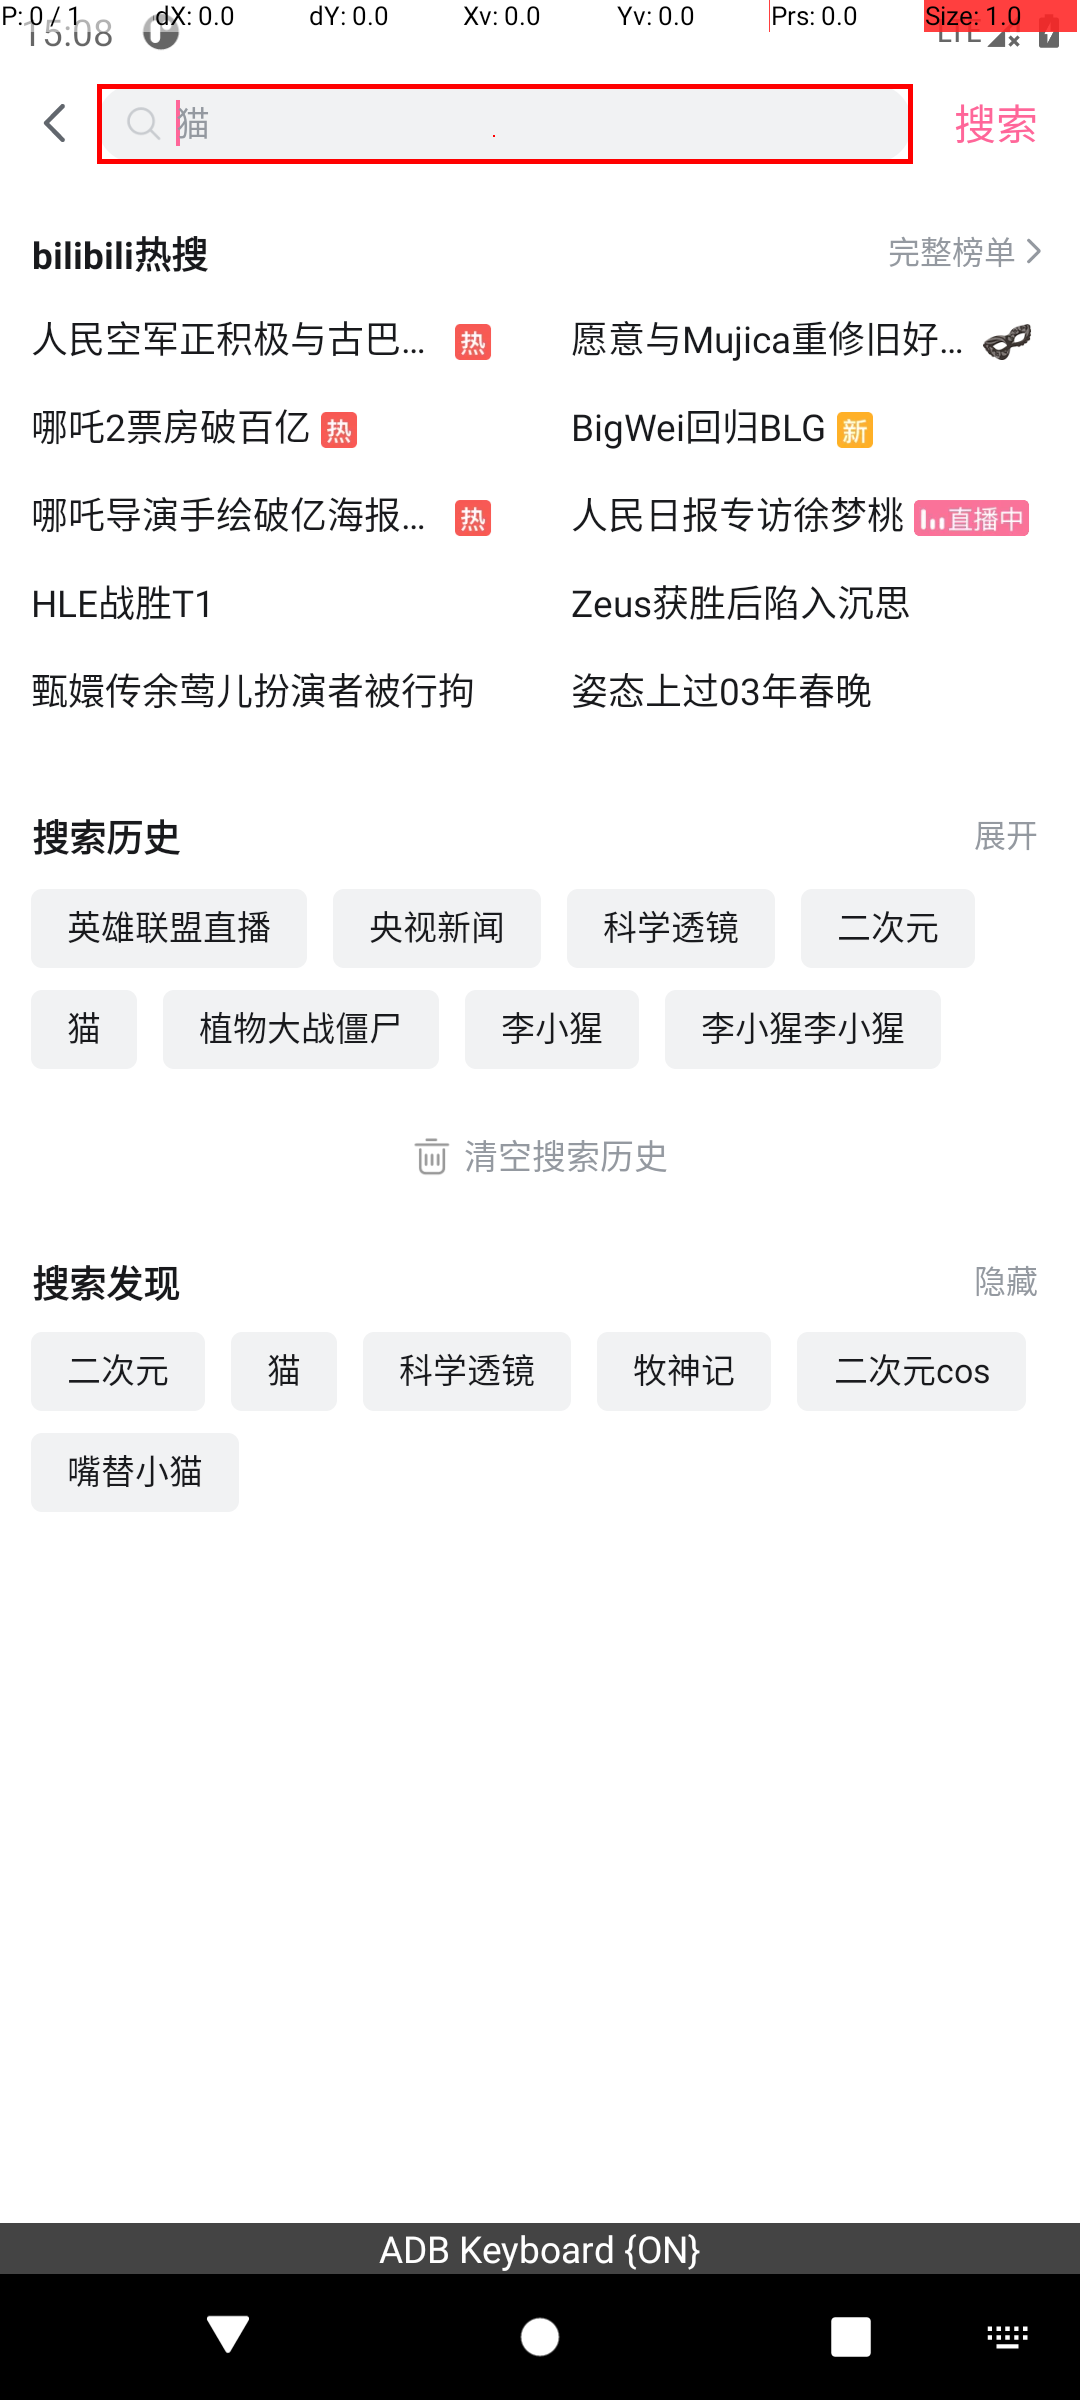 P: 0 / 1 dX: 0.0 dY: 0.0 Xv: 0.0 Yv: 0.0 Prs: 0.0 Size: 1.0
15:08 LTE
猫 搜索
bilibili热搜 完整榜单
人民空军正积极与古巴... 热 愿意与Mujica重修旧好...
哪吒2票房破百亿 热 BigWei回归BLG 新
哪吒导演手绘破亿海报... 热 人民日报专访徐梦桃 直播中
HLE战胜T1 Zeus获胜后陷入沉思
甄嬛传余莺儿扮演者被行拘 姿态上过03年春晚
搜索历史 展开
英雄联盟直播 央视新闻 科学透镜 二次元
猫 植物大战僵尸 李小猩 李小猩李小猩
清空搜索历史
搜索发现 隐藏
二次元 猫 科学透镜 牧神记 二次元cos
嘴替小猫
ADB Keyboard {ON}